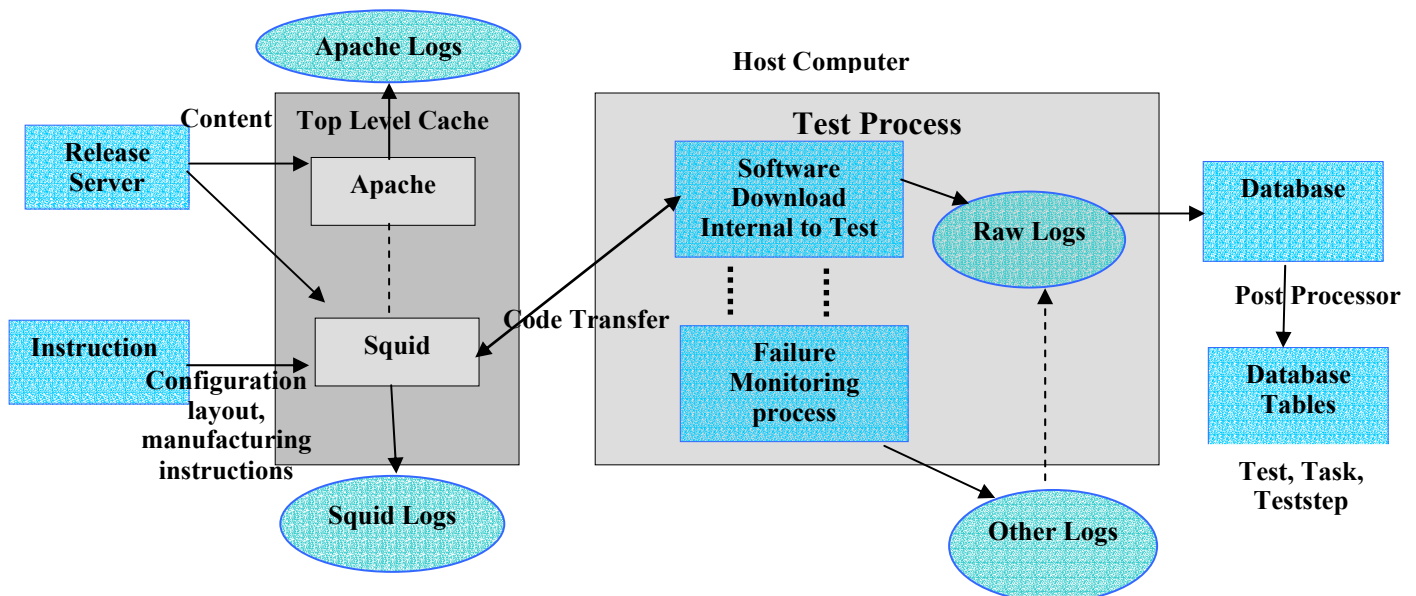 Apache Logs
Host Computer
Content
Top Level Cache
Test Process
Release
Server
Apache
Software
Download
Internal to Test
Raw Logs
Database
Post Processor
Code Transfer
Instruction
Squid
Configuration
layout,
manufacturing
instructions
Failure
Monitoring
process
Database
Tables
Test, Task,
Teststep
Squid Logs
Other Logs